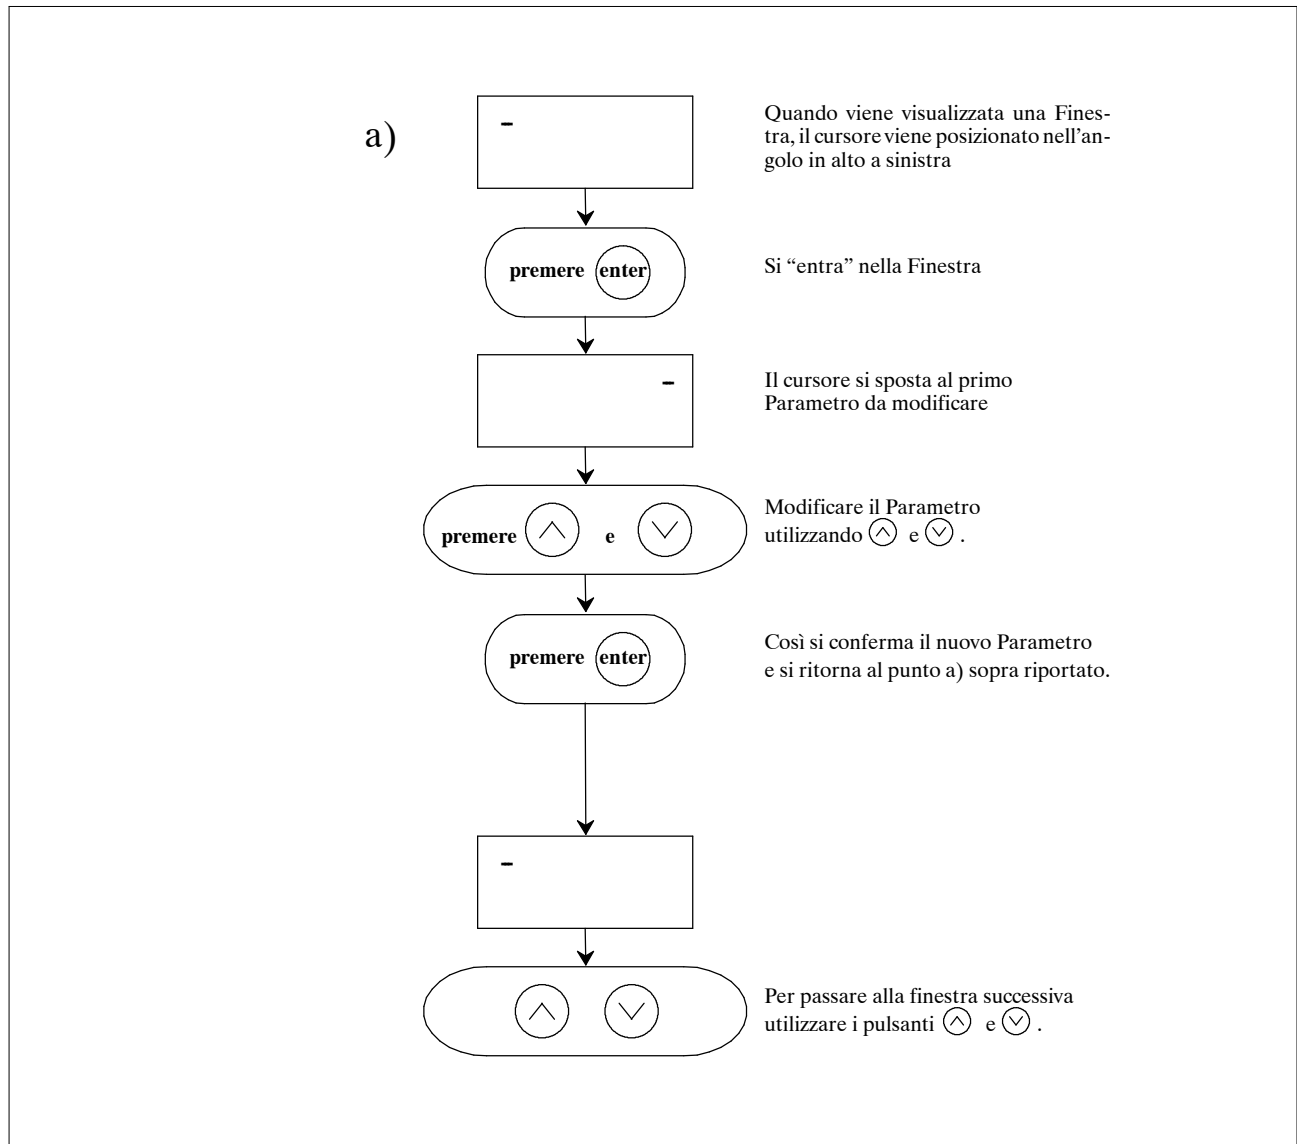 a)
Quando viene visualizzata una Fines-
tra, il cursore viene posizionato nell'an-
golo in alto a sinistra
premere enter
Si “entra” nella Finestra
Il cursore si sposta al primo
Parametro da modificare
premere e
Modificare il Parametro
utilizzando e .
premere enter
Così si conferma il nuovo Parametro
e si ritorna al punto a) sopra riportato.
Per passare alla finestra successiva
utilizzare i pulsanti e .